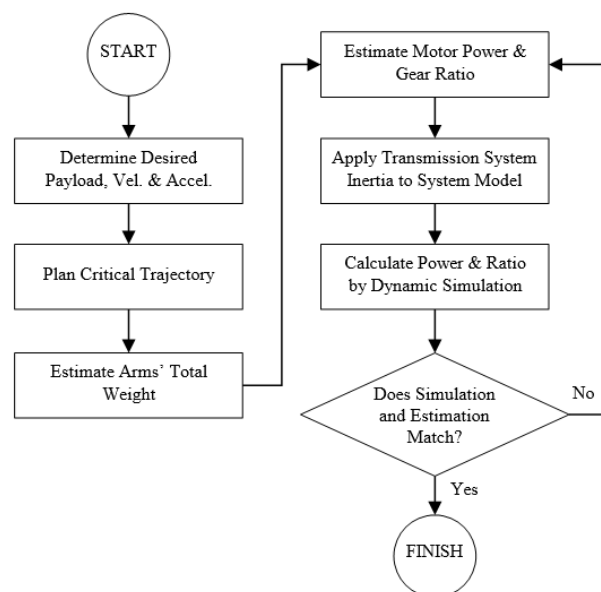 START
Determine Desired
Payload, Vel. & Accel.
Plan Critical Trajectory
Estimate Arms’ Total
Weight
Estimate Motor Power &
Gear Ratio
Apply Transmission System
Inertia to System Model
Calculate Power & Ratio
by Dynamic Simulation
Does Simulation
and Estimation
Match?
No
Yes
FINISH